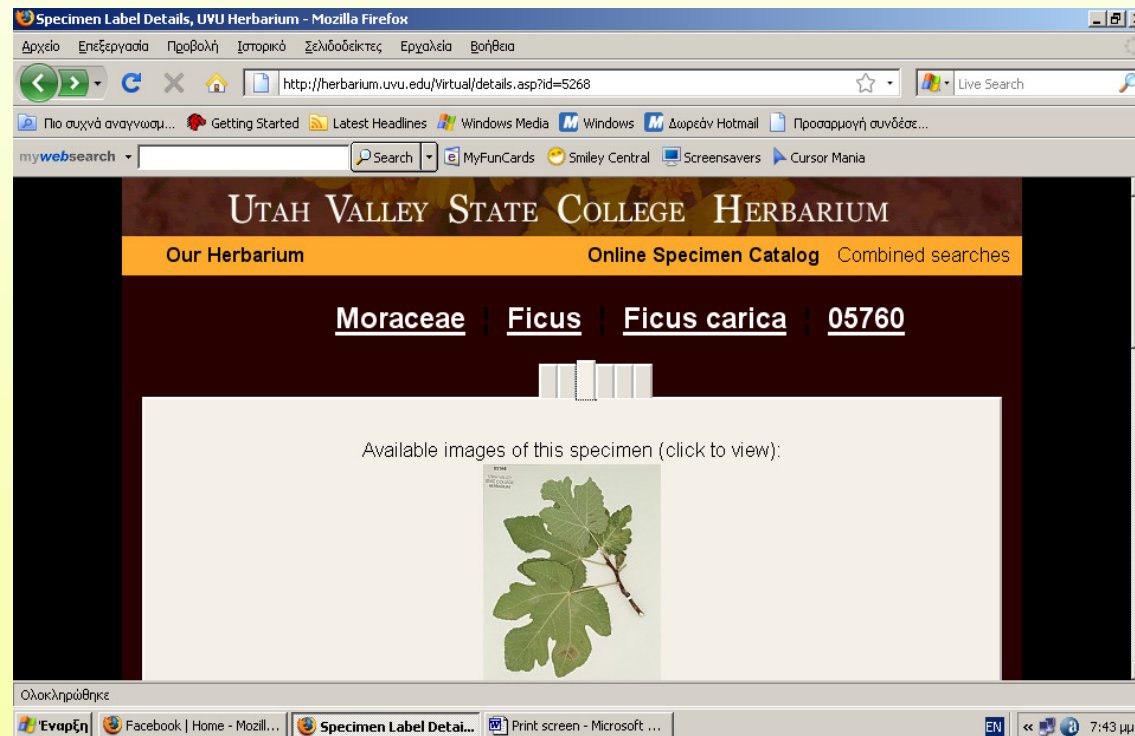 Specimen Label Details, UVU Herbarium - Mozilla Firefox
Αρχείο Επεξεργασία Προβολή Ιστορικό Σελιδοδείκτες Εργαλεία Βοήθεια
http://herbarium.uvu.edu/Virtual/details.asp?id=5268 Live Search
Πιο συχνά αναγνωσμ... Getting Started Latest Headlines Windows Media Windows Δωρεάν Hotmail Προσαρμογή συνδέσε...
mywebsearch Search MyFunCards Smiley Central Screensavers Cursor Mania
UTAH VALLEY STATE COLLEGE HERBARIUM
Our Herbarium Online Specimen Catalog Combined searches
Moraceae Ficus Ficus carica 05760
Available images of this specimen (click to view):
Ολοκληρώθηκε
Έναρξη Facebook | Home - Mozill... Specimen Label Detai... Print screen - Microsoft ... EN « 7:43 μμ